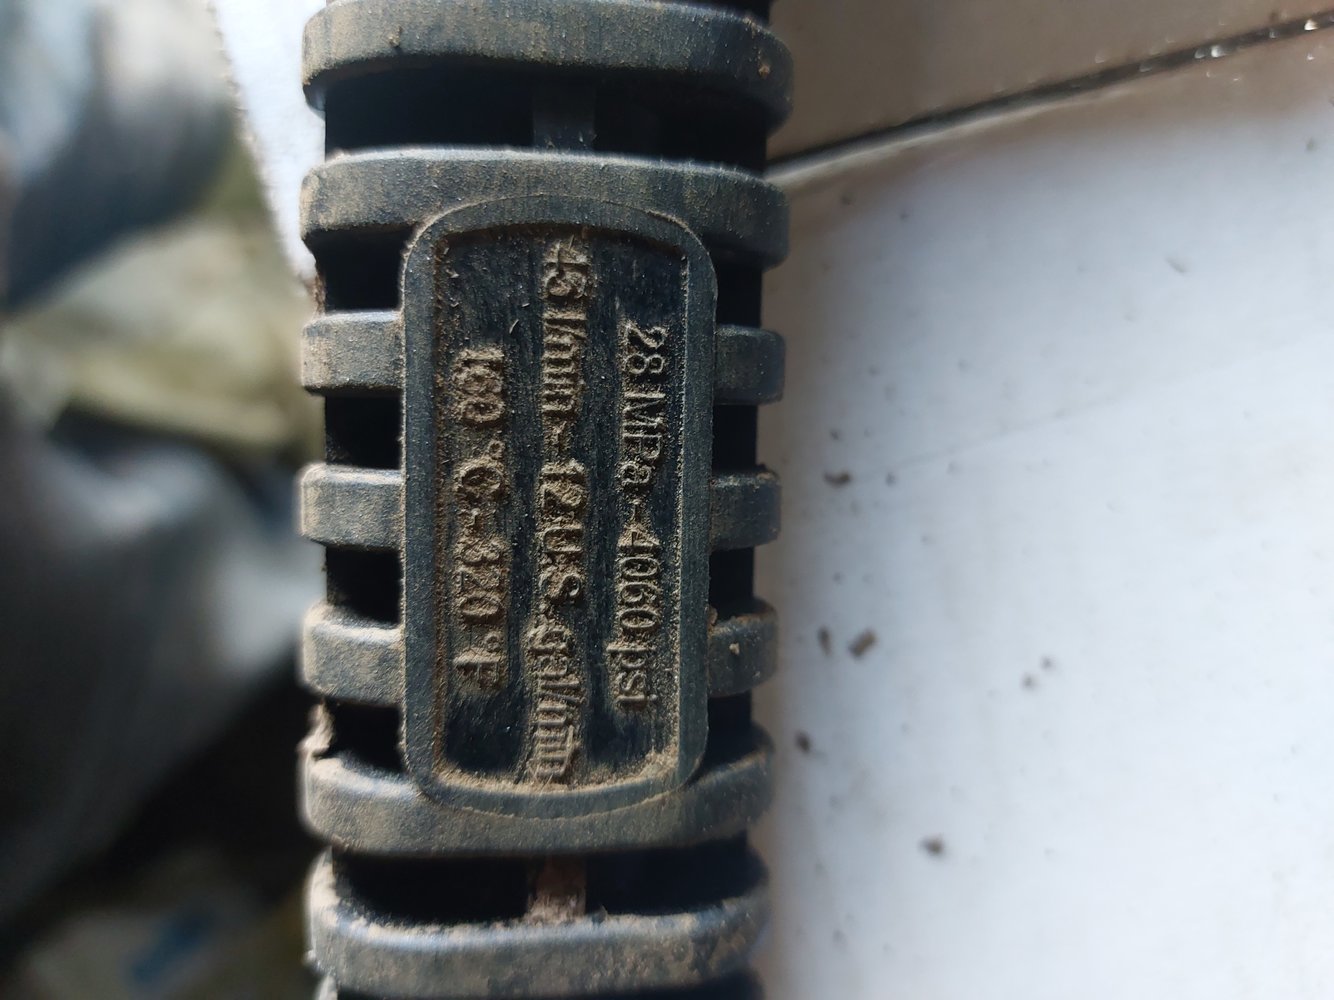 28 MPa - 4060 psi
45 l/min - 12 U.S. gal/min
160 °C - 320 °F